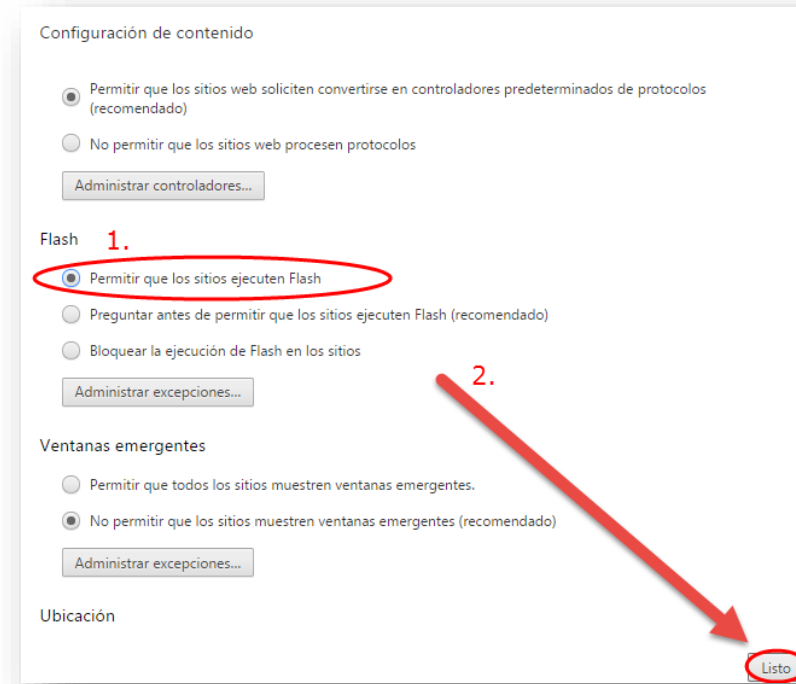 Configuración de contenido
Permitir que los sitios web soliciten convertirse en controladores predeterminados de protocolos
(recomendado)
No permitir que los sitios web procesen protocolos
Administrar controladores...
Flash 1.
Permitir que los sitios ejecuten Flash
Preguntar antes de permitir que los sitios ejecuten Flash (recomendado)
Bloquear la ejecución de Flash en los sitios
2.
Administrar excepciones...
Ventanas emergentes
Permitir que todos los sitios muestren ventanas emergentes.
No permitir que los sitios muestren ventanas emergentes (recomendado)
Administrar excepciones...
Ubicación
Listo